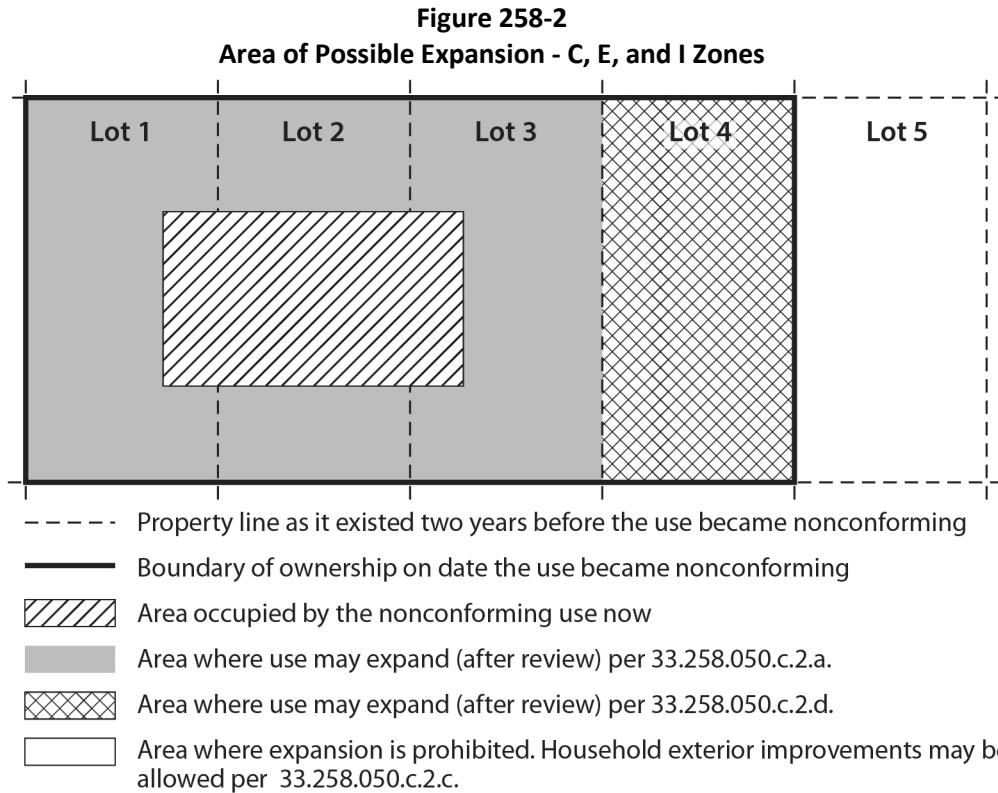 Figure 258-2
Area of Possible Expansion - C, E, and I Zones
Lot 1
Lot 2
Lot 3
Lot 4
Lot 5
Property line as it existed two years before the use became nonconforming
Boundary of ownership on date the use became nonconforming
Area occupied by the nonconforming use now
Area where use may expand (after review) per 33.258.050.c.2.a.
Area where use may expand (after review) per 33.258.050.c.2.d.
Area where expansion is prohibited. Household exterior improvements may be
allowed per 33.258.050.c.2.c.